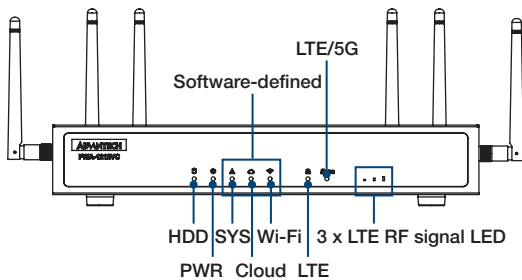 LTE/5G
Software-defined
ADVANTECH
HDD SYS Wi-Fi 3 x LTE RF signal LED
PWR Cloud LTE